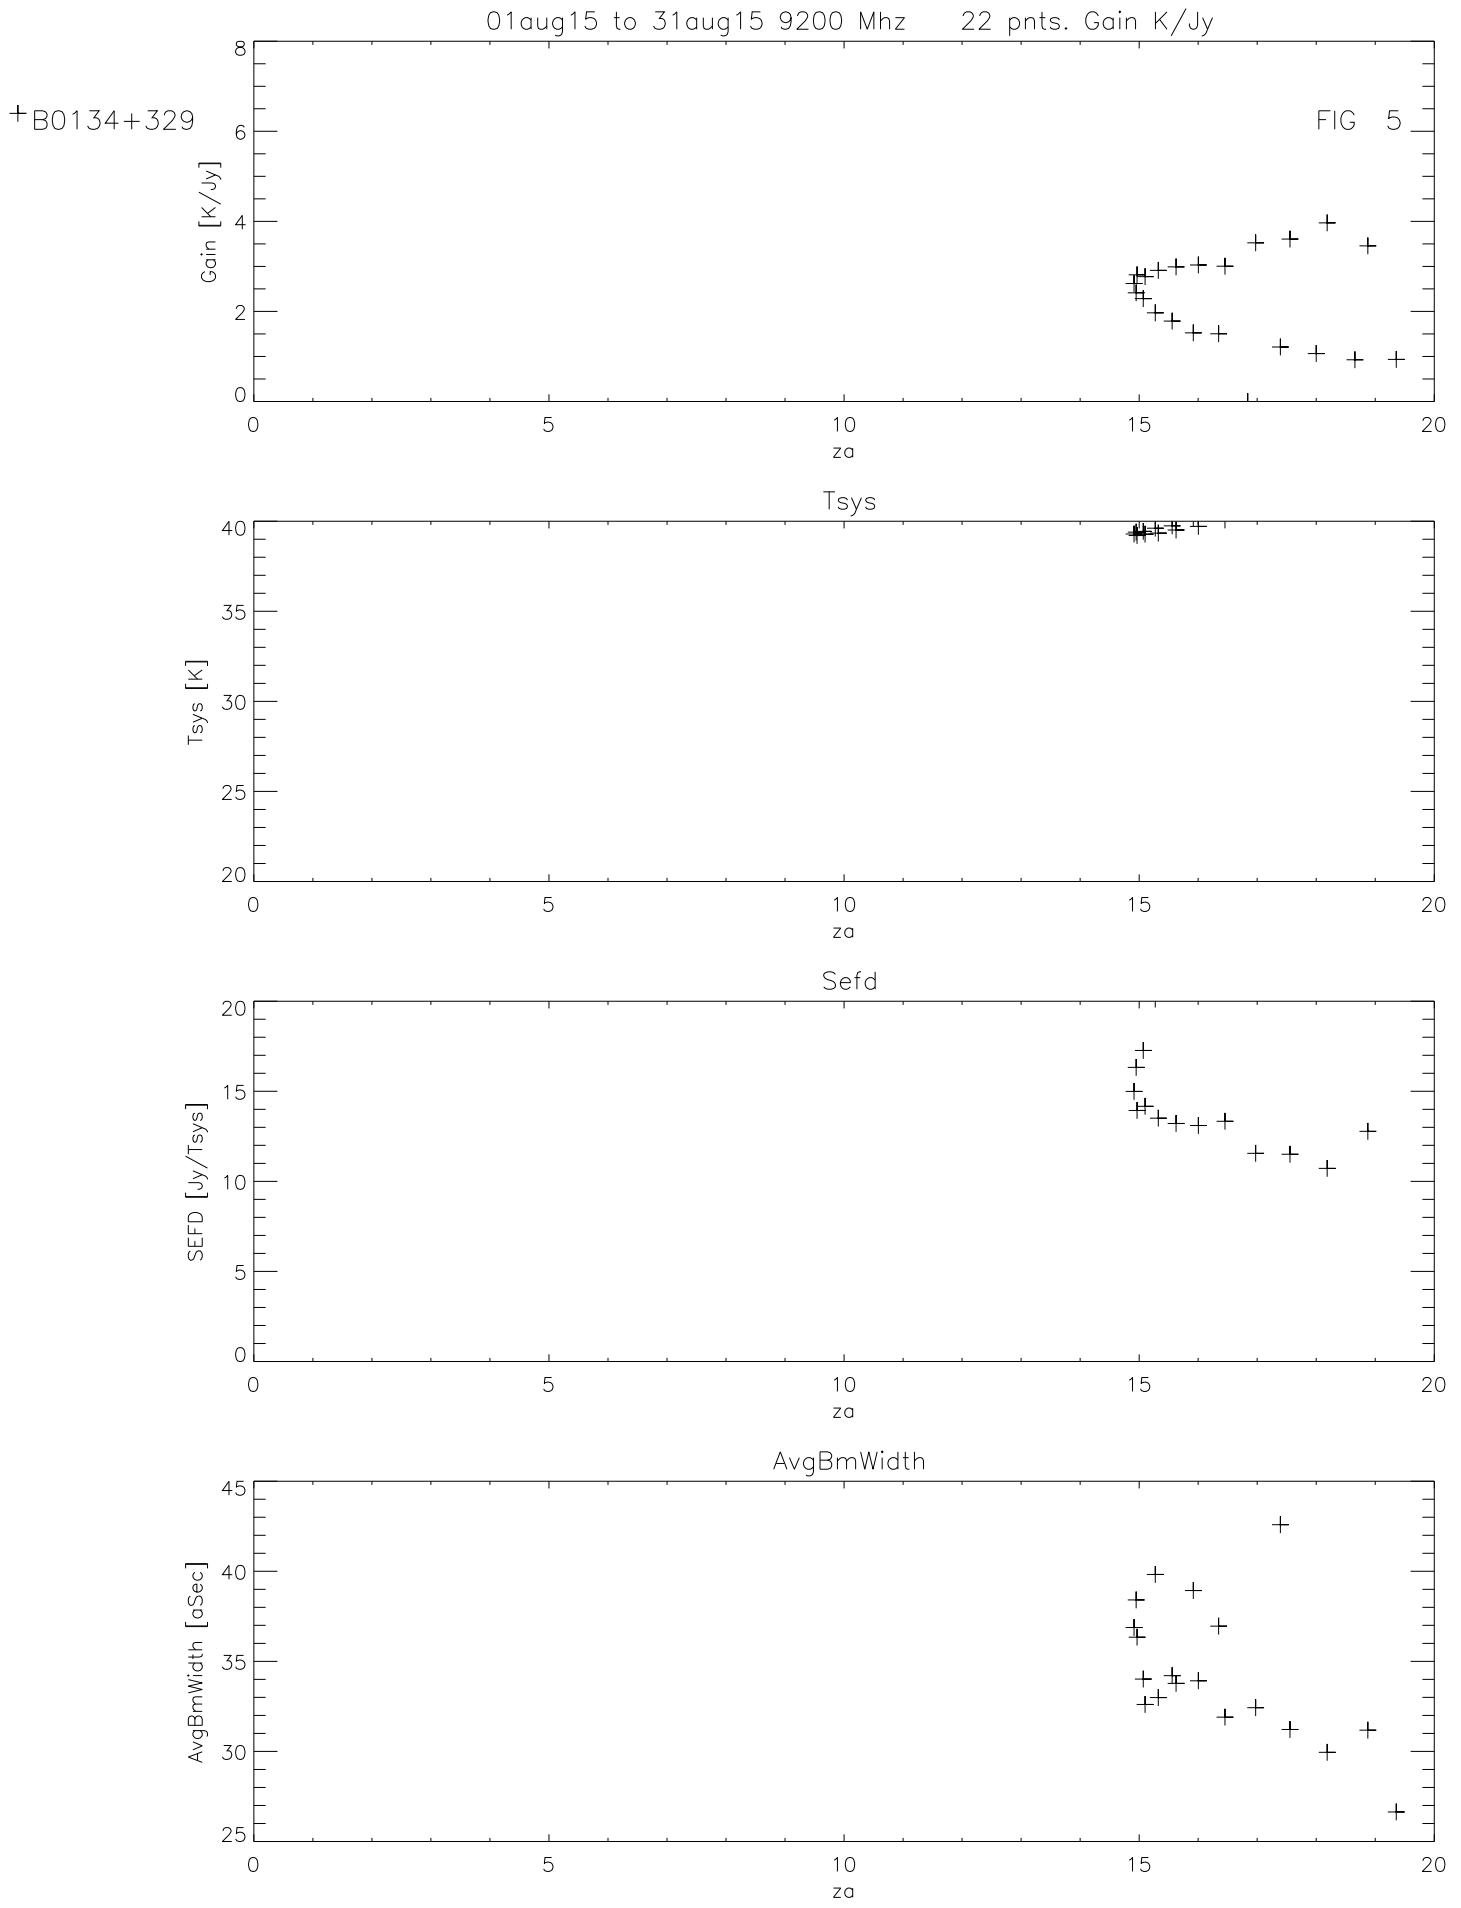 01aug15 to 31aug15 9200 Mhz 22 pnts. Gain K/Jy
+B0134+329
FIG 5
Gain [K/Jy]
8
6
4
2
0
0 5 10 15 20
za
Tsys
Tsys [K]
40
35
30
25
20
0 5 10 15 20
za
Sefd
SEFD [Jy/Tsys]
20
15
10
5
0
0 5 10 15 20
za
AvgBmWidth
AvgBmWidth [aSec]
45
40
35
30
25
0 5 10 15 20
za